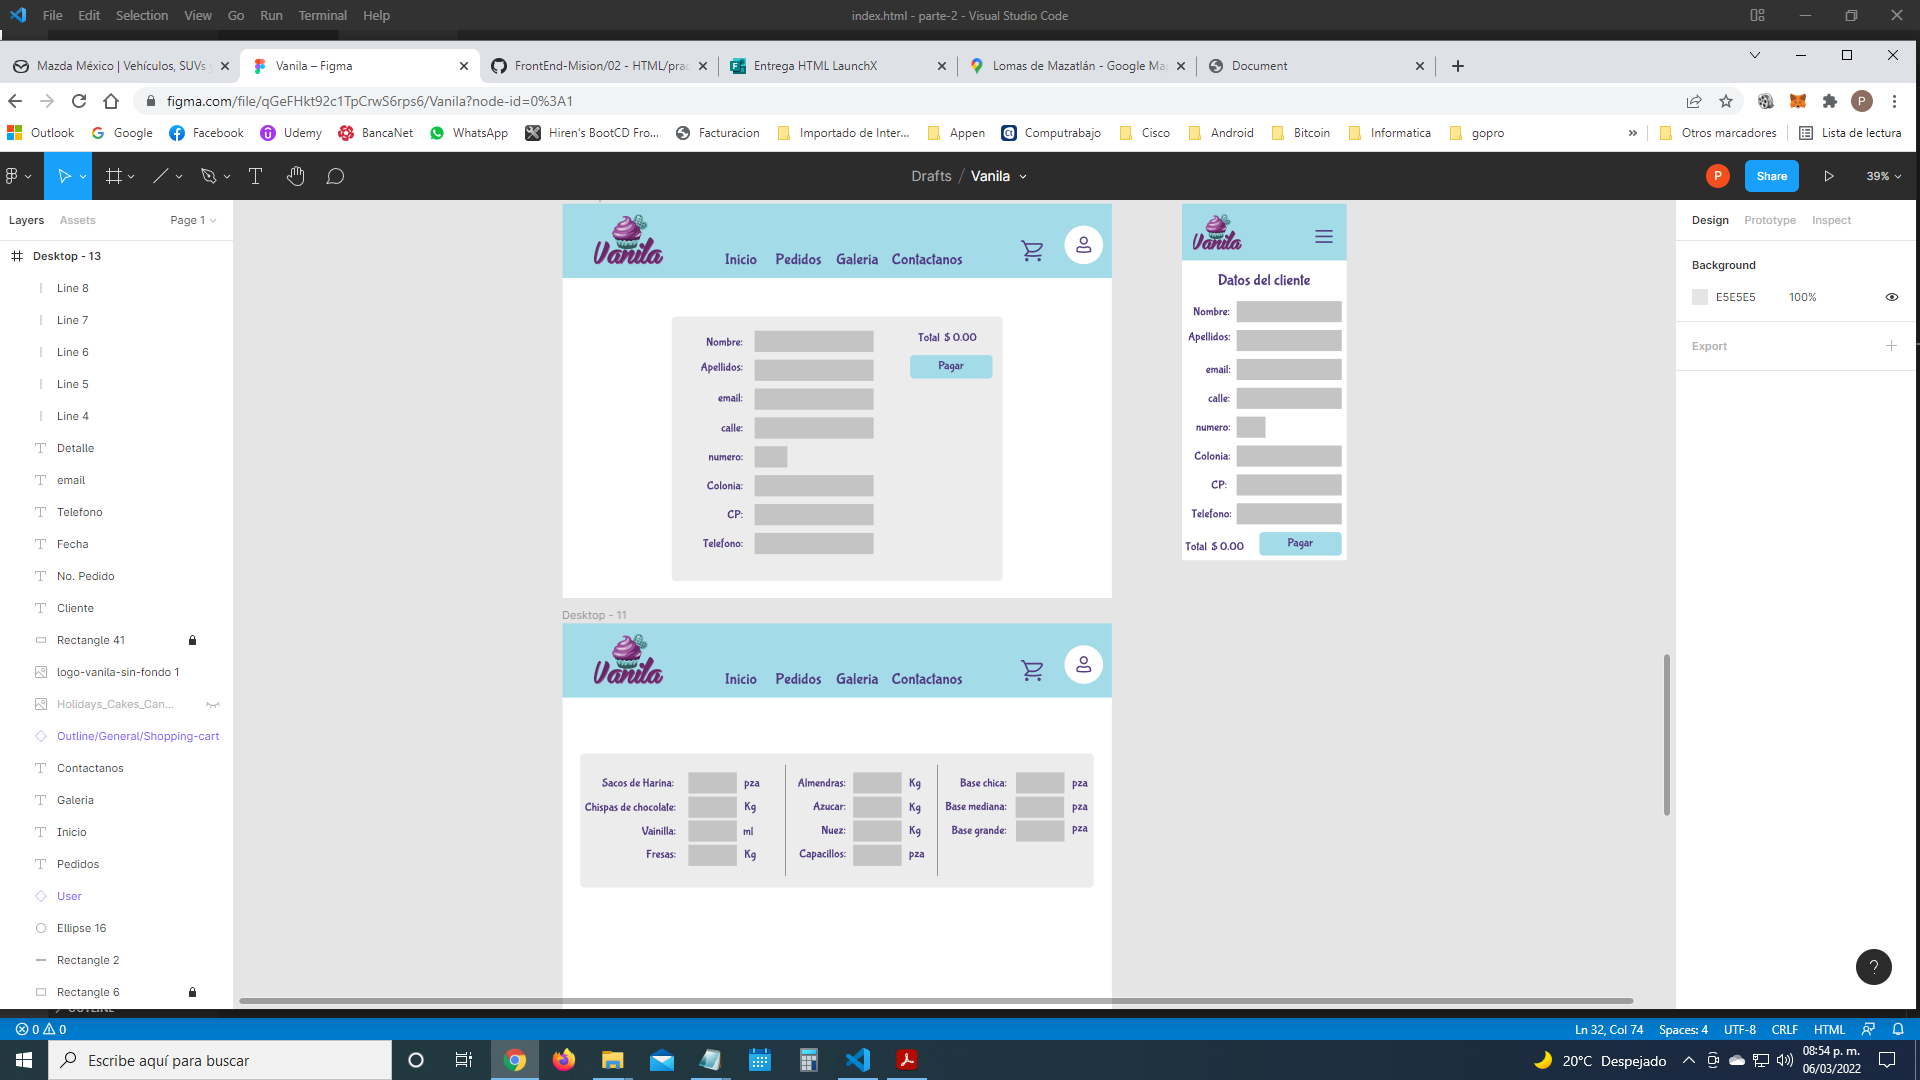 File Edit Selection View Go Run Terminal Help
index.html - parte-2 - Visual Studio Code
Mazda México | Vehículos, SUVs
Vanila – Figma
FrontEnd-Mision/02 - HTML/prac
Entrega HTML LaunchX
Lomas de Mazatlán - Google Ma
Document
figma.com/file/qGeFHkt92c1TpCrwS6rps6/Vanila?node-id=0%3A1
P
Outlook Google Facebook Udemy BancaNet WhatsApp Hiren's BootCD Fro... Facturacion Importado de Inter... Appen Computrabajo Cisco Android Bitcoin Informatica gopro » Otros marcadores Lista de lectura
Drafts / Vanila
P
Share
39%
Layers Assets Page 1
Desktop - 13
Line 8
Line 7
Line 6
Line 5
Line 4
Detalle
email
Telefono
Fecha
No. Pedido
Cliente
Rectangle 41
logo-vanila-sin-fondo 1
Holidays_Cakes_Can...
Outline/General/Shopping-cart
Contactanos
Galeria
Inicio
Pedidos
User
Ellipse 16
Rectangle 2
Rectangle 6
OUTLINE
Vanila
Inicio Pedidos Galeria Contactanos
Nombre:
Apellidos:
email:
calle:
numero:
Colonia:
CP:
Telefono:
Total $ 0.00
Pagar
Vanila
Datos del cliente
Nombre:
Apellidos:
email:
calle:
numero:
Colonia:
CP:
Telefono:
Total $ 0.00 Pagar
Desktop - 11
Vanila
Inicio Pedidos Galeria Contactanos
Sacos de Harina: pza
Chispas de chocolate: Kg
Vainilla: ml
Fresas: Kg
Almendras: Kg
Azucar: Kg
Nuez: Kg
Capacillos: pza
Base chica: pza
Base mediana: pza
Base grande: pza
Design Prototype Inspect
Background
E5E5E5 100%
Export
?
0 0
Ln 32, Col 74 Spaces: 4 UTF-8 CRLF HTML
Escribe aquí para buscar
20°C Despejado
08:54 p. m.
06/03/2022